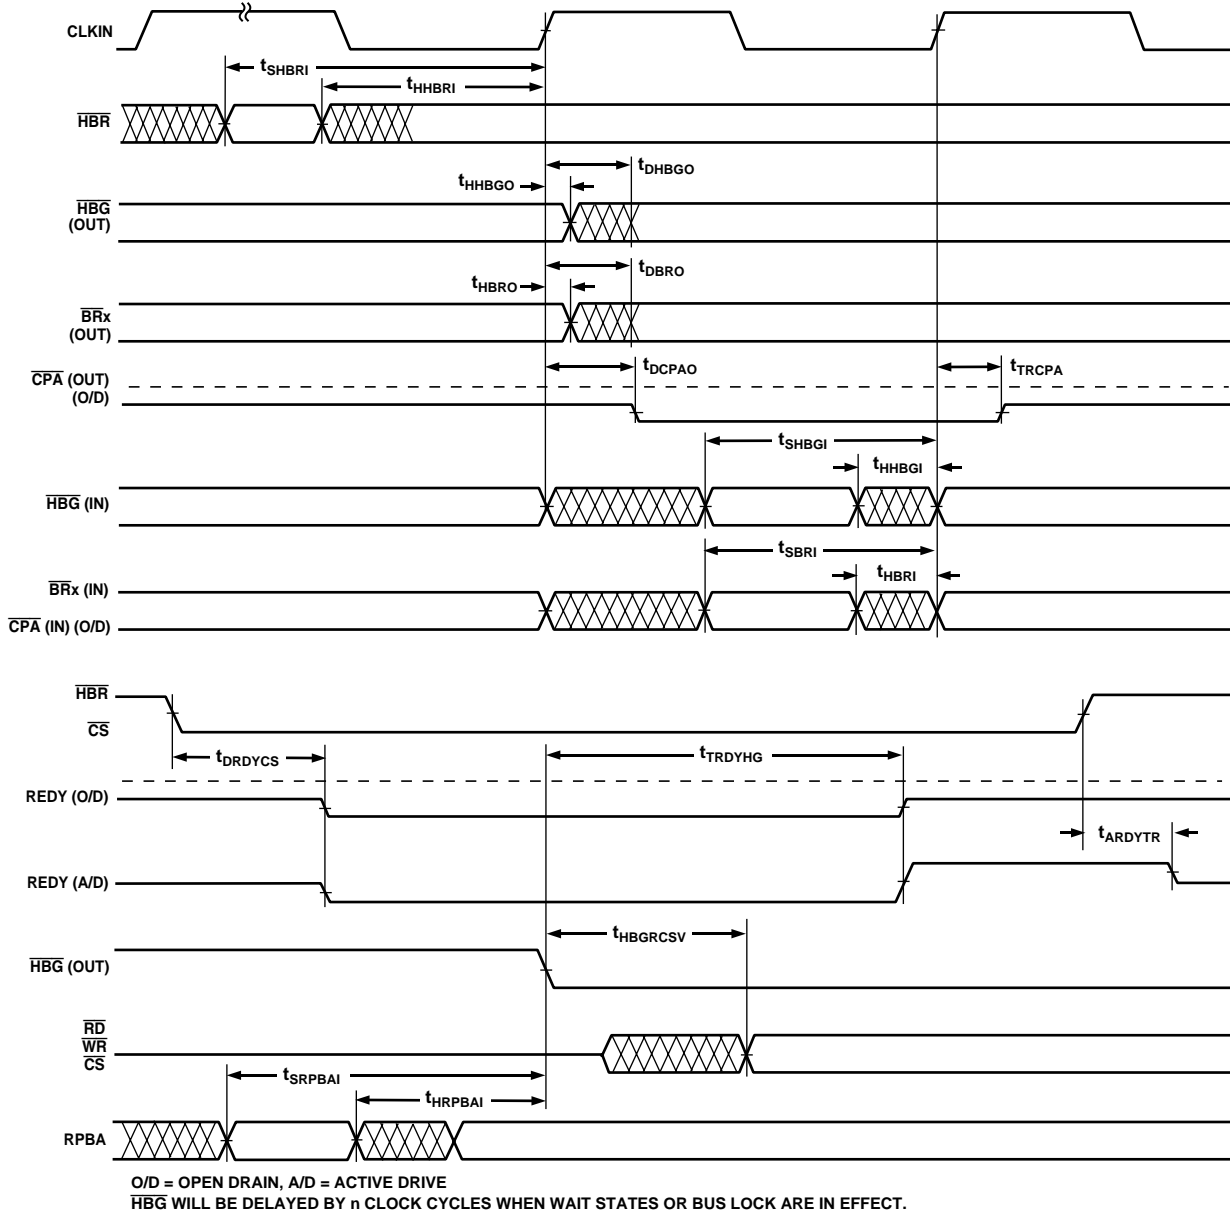 CLKIN
tSHBRI
tHHBRI
HBR
tDHBGO
tHHBGO
HBG
(OUT)
tDBRO
tHBRO
BRx
(OUT)
tDCPAO
tTRCPA
CPA (OUT)
(O/D)
tSHBGI
tHHBGI
HBG (IN)
tSBRI
tHBRI
BRx (IN)
CPA (IN) (O/D)
HBR
CS
tDRDYCS
tTRDYHG
REDY (O/D)
tARDYTR
REDY (A/D)
tHBGRCSV
HBG (OUT)
RD
WR
CS
tSRPBAI
tHRPBAI
RPBA
O/D = OPEN DRAIN, A/D = ACTIVE DRIVE
HBG WILL BE DELAYED BY n CLOCK CYCLES WHEN WAIT STATES OR BUS LOCK ARE IN EFFECT.